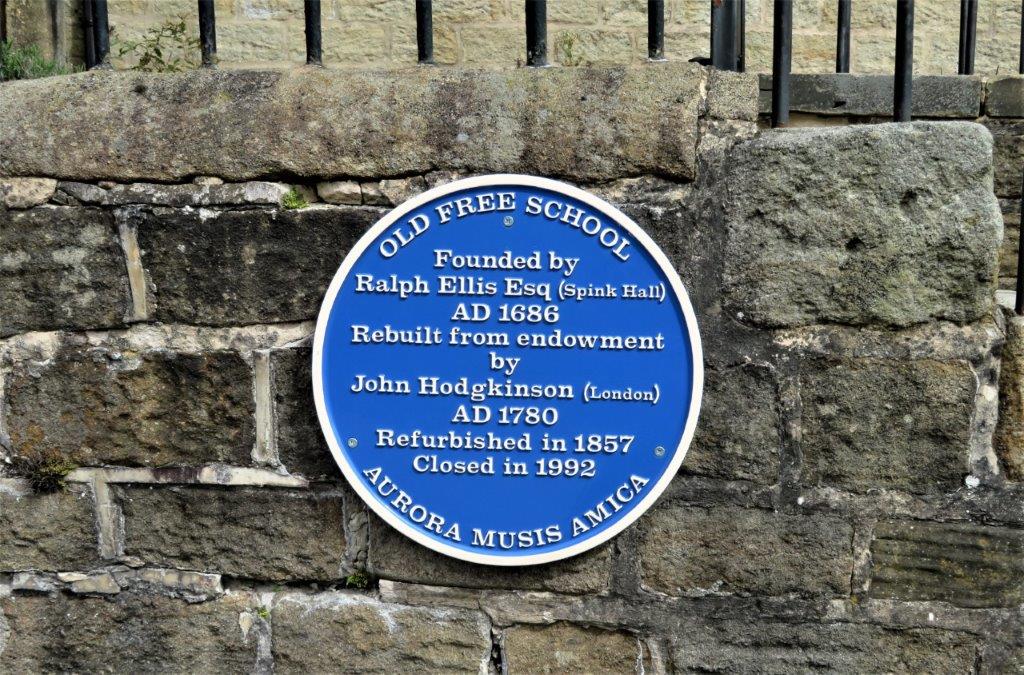 OLD FREE SCHOOL
Founded by
Ralph Ellis Esq (Spink Hall)
AD 1686
Rebuilt from endowment
by
John Hodgkinson (London)
AD 1780
Refurbished in 1857
Closed in 1992
AURORA MUSIS AMICA